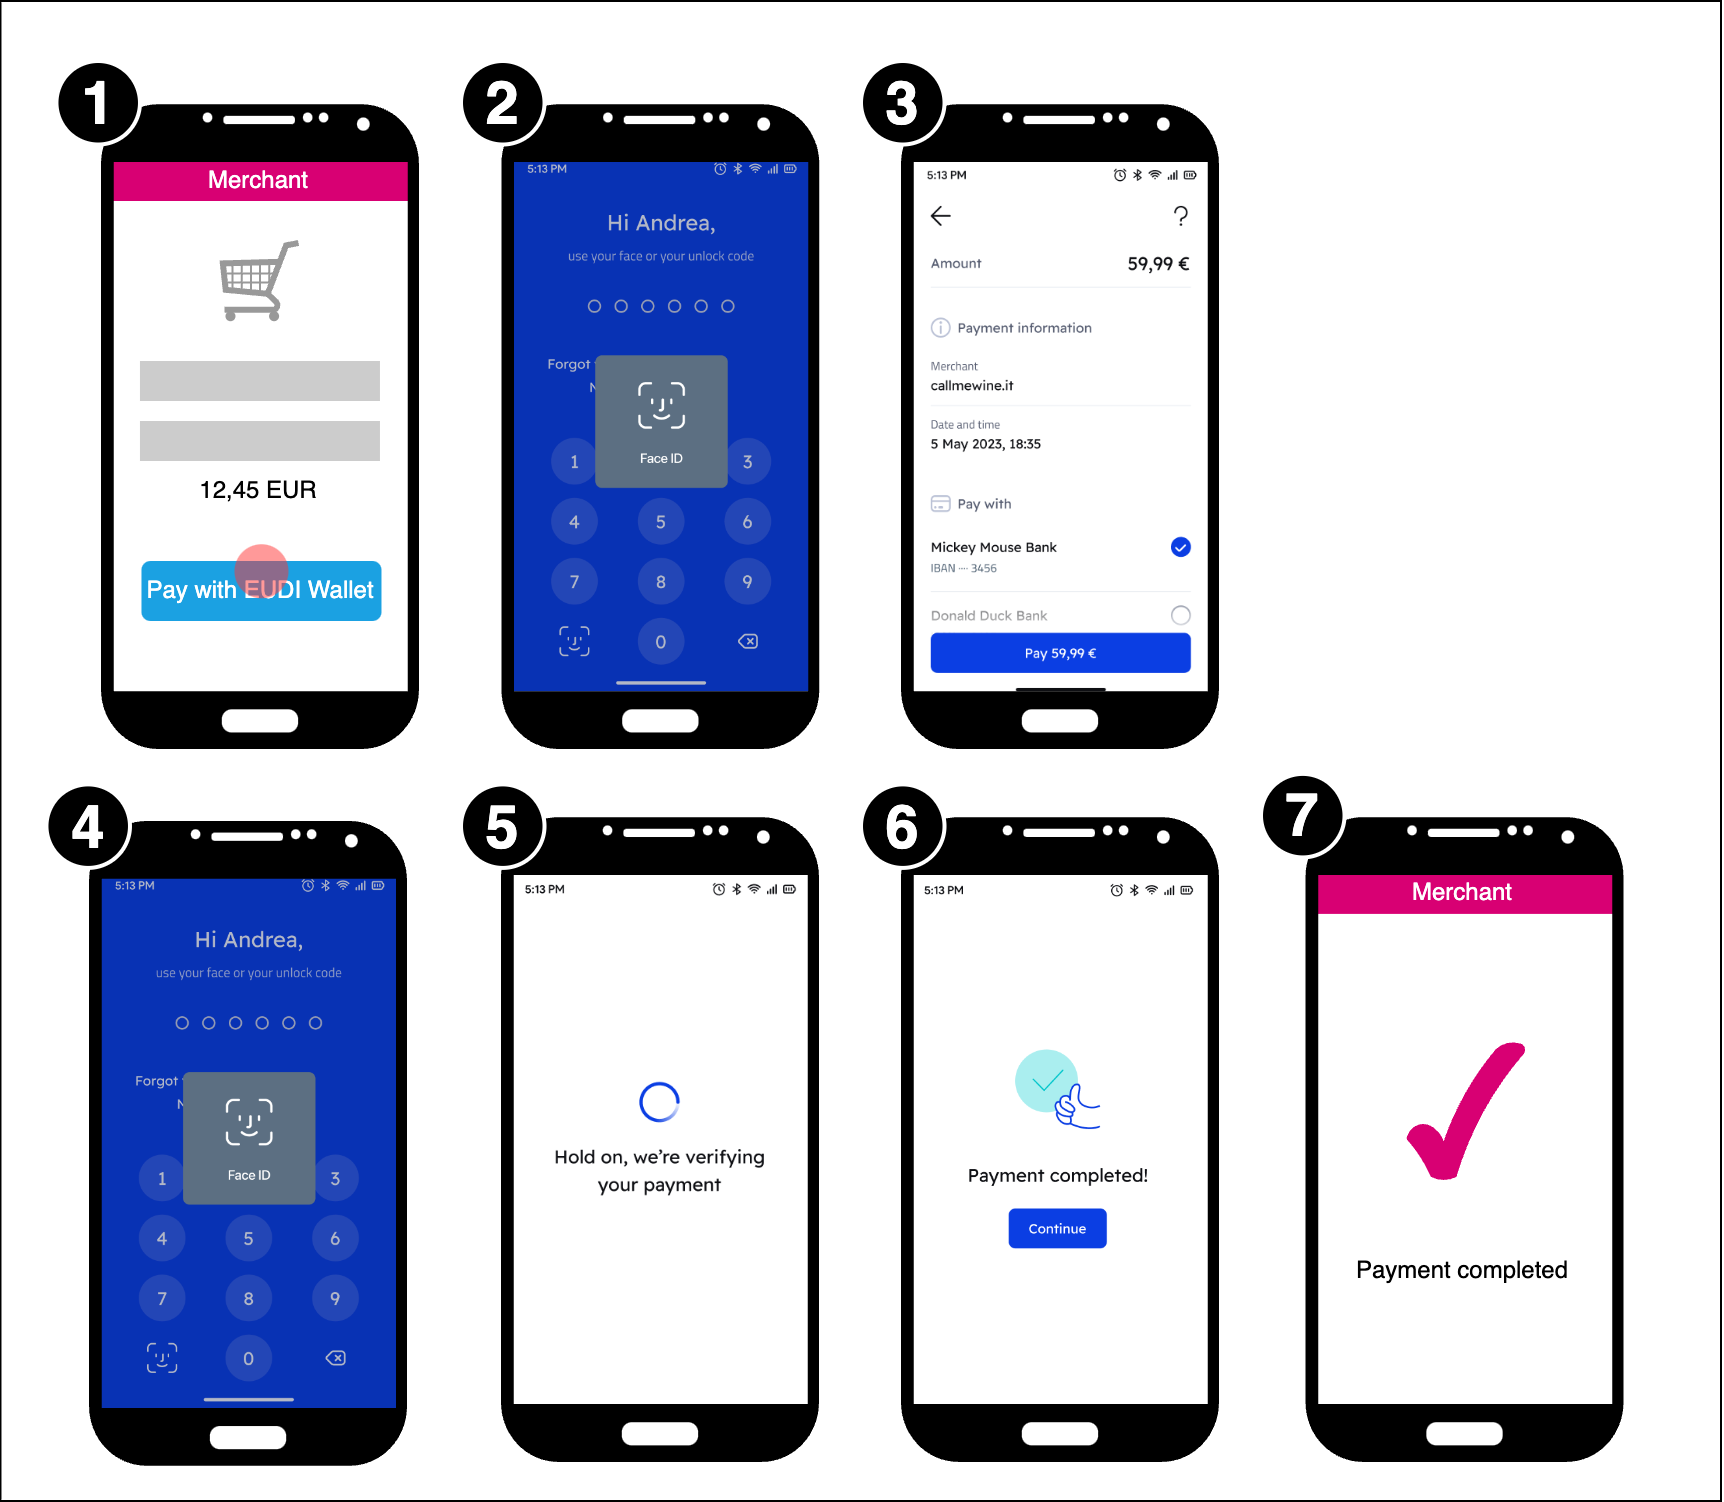 1
Merchant
12,45 EUR
Pay with EUDI Wallet
2
5:13 PM
Hi Andrea,
use your face or your unlock code
Forgot
N
Face ID
1
3
4
5
6
7
8
9
0
3
5:13 PM
?
Amount
59,99 €
Payment information
Merchant
callmewine.it
Date and time
5 May 2023, 18:35
Pay with
Mickey Mouse Bank
IBAN ···· 3456
Donald Duck Bank
Pay 59,99 €
4
5:13 PM
Hi Andrea,
use your face or your unlock code
Forgot
N
Face ID
1
3
4
5
6
7
8
9
0
5
5:13 PM
Hold on, we're verifying
your payment
6
5:13 PM
Payment completed!
Continue
7
Merchant
Payment completed